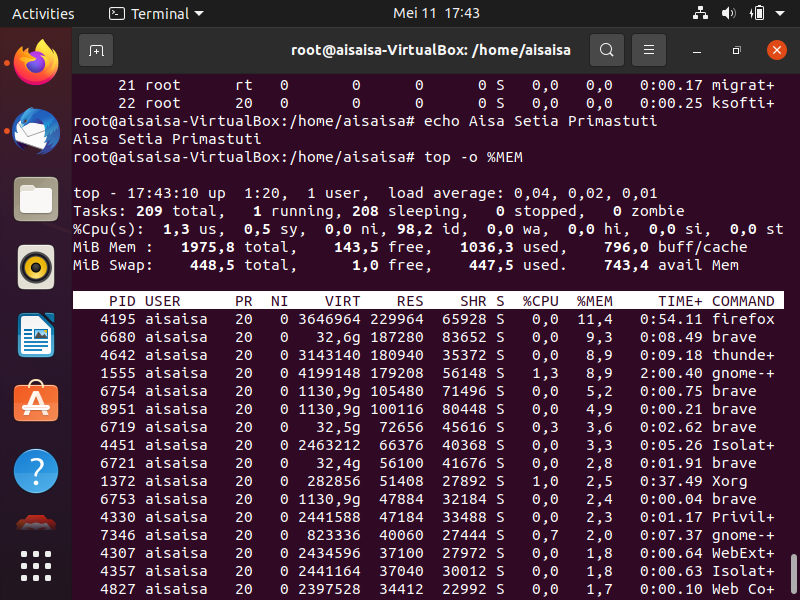 Activities Terminal Mei 11 17:43
root@aisaisa-VirtualBox: /home/aisaisa
21 root rt 0 0 0 0 S 0,0 0,0 0:00.17 migrat+
22 root 20 0 0 0 0 S 0,0 0,0 0:00.25 ksofti+
root@aisaisa-VirtualBox:/home/aisaisa# echo Aisa Setia Primastuti
Aisa Setia Primastuti
root@aisaisa-VirtualBox:/home/aisaisa# top -o %MEM
top - 17:43:10 up 1:20, 1 user, load average: 0,04, 0,02, 0,01
Tasks: 209 total, 1 running, 208 sleeping, 0 stopped, 0 zombie
%Cpu(s): 1,3 us, 0,5 sy, 0,0 ni, 98,2 id, 0,0 wa, 0,0 hi, 0,0 si, 0,0 st
MiB Mem : 1975,8 total, 143,5 free, 1036,3 used, 796,0 buff/cache
MiB Swap: 448,5 total, 1,0 free, 447,5 used. 743,4 avail Mem
PID USER PR NI VIRT RES SHR S %CPU %MEM TIME+ COMMAND
4195 aisaisa 20 0 3646964 229964 65928 S 0,0 11,4 0:54.11 firefox
6680 aisaisa 20 0 32,6g 187280 83652 S 0,0 9,3 0:08.49 brave
4642 aisaisa 20 0 3143140 180940 35372 S 0,0 8,9 0:09.18 thunde+
1555 aisaisa 20 0 4199148 179208 56148 S 1,3 8,9 2:00.40 gnome-+
6754 aisaisa 20 0 1130,9g 105480 71496 S 0,0 5,2 0:00.75 brave
8951 aisaisa 20 0 1130,9g 100116 80448 S 0,0 4,9 0:00.21 brave
6719 aisaisa 20 0 32,5g 72656 45616 S 0,3 3,6 0:02.62 brave
4451 aisaisa 20 0 2463212 66376 40368 S 0,0 3,3 0:05.26 Isolat+
6721 aisaisa 20 0 32,4g 56100 41676 S 0,0 2,8 0:01.91 brave
1372 aisaisa 20 0 282856 51408 27892 S 1,0 2,5 0:37.49 Xorg
6753 aisaisa 20 0 1130,9g 47884 32184 S 0,0 2,4 0:00.04 brave
4330 aisaisa 20 0 2441588 47184 33488 S 0,0 2,3 0:01.17 Privil+
7346 aisaisa 20 0 823336 40060 27444 S 0,7 2,0 0:07.37 gnome-+
4307 aisaisa 20 0 2434596 37100 27972 S 0,0 1,8 0:00.64 WebExt+
4357 aisaisa 20 0 2441164 37040 30012 S 0,0 1,8 0:00.63 Isolat+
4827 aisaisa 20 0 2397528 34412 22992 S 0,0 1,7 0:00.10 Web Co+